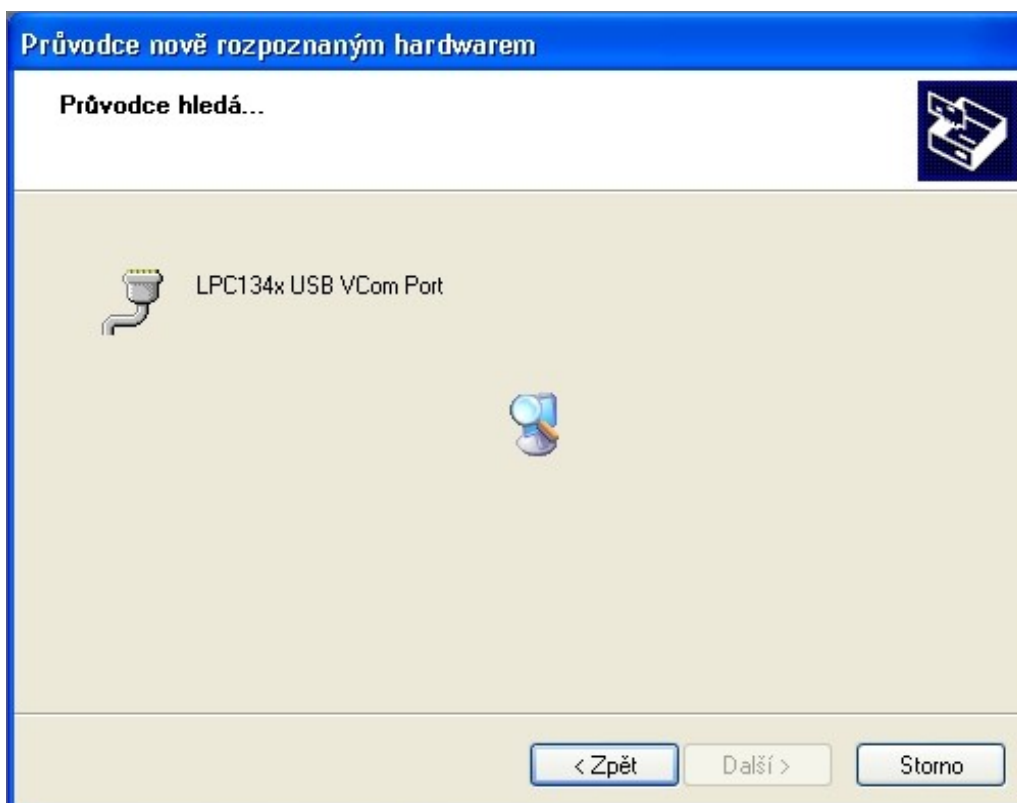 Průvodce nově rozpoznaným hardwarem
Průvodce hledá...
LPC134x USB VCom Port
< Zpět
Další >
Storno